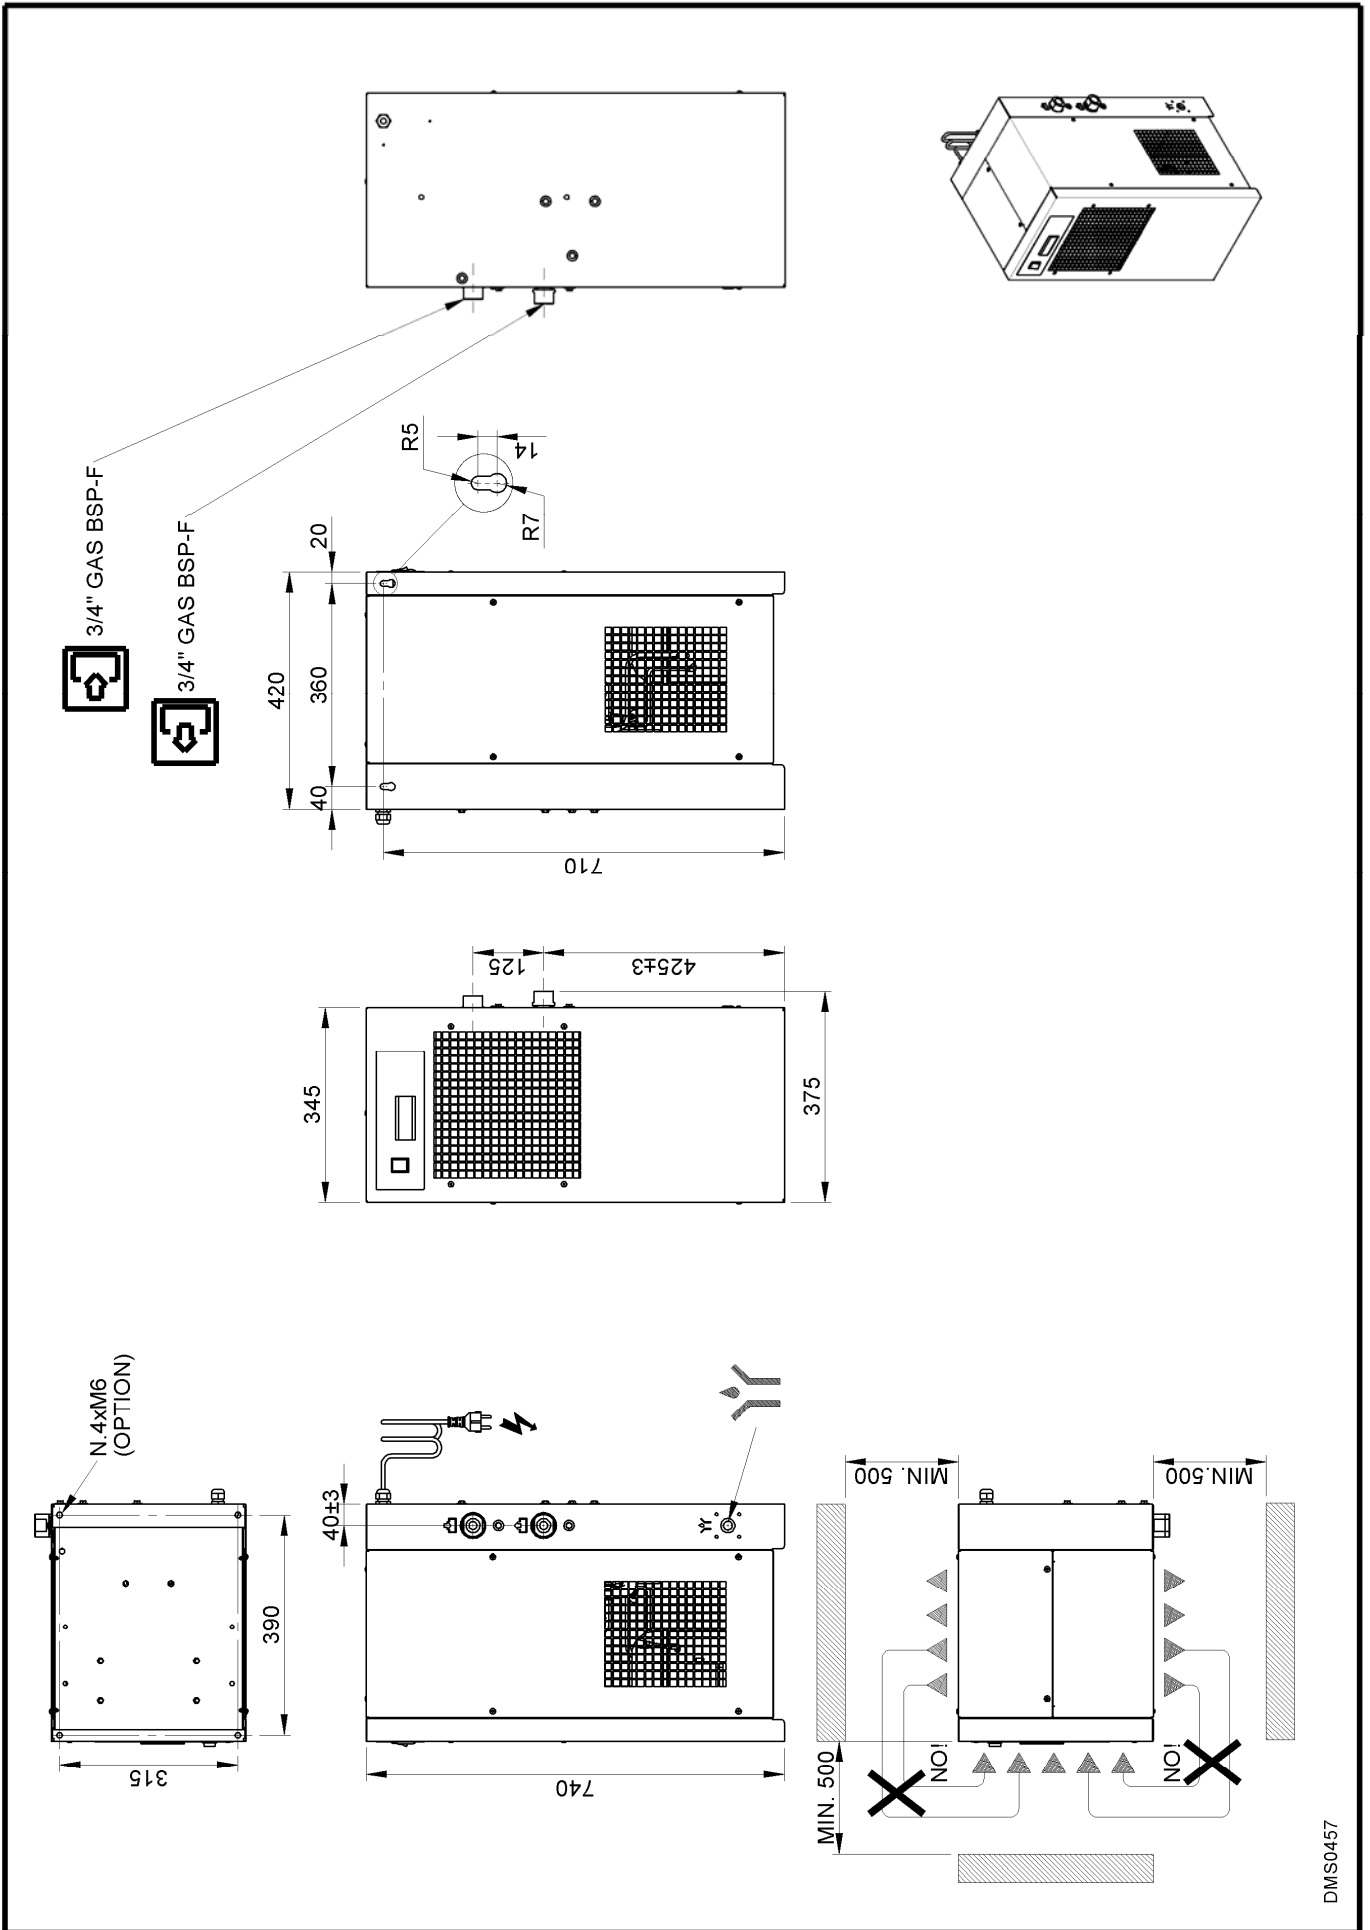 3/4" GAS BSP-F
3/4" GAS BSP-F
R5
14
R7
20
420
360
40
710
125
425±3
345
375
N.4xM6
(OPTION)
40±3
390
315
740
MIN. 500
MIN.500
NO!
NO!
MIN. 500
DMS0457